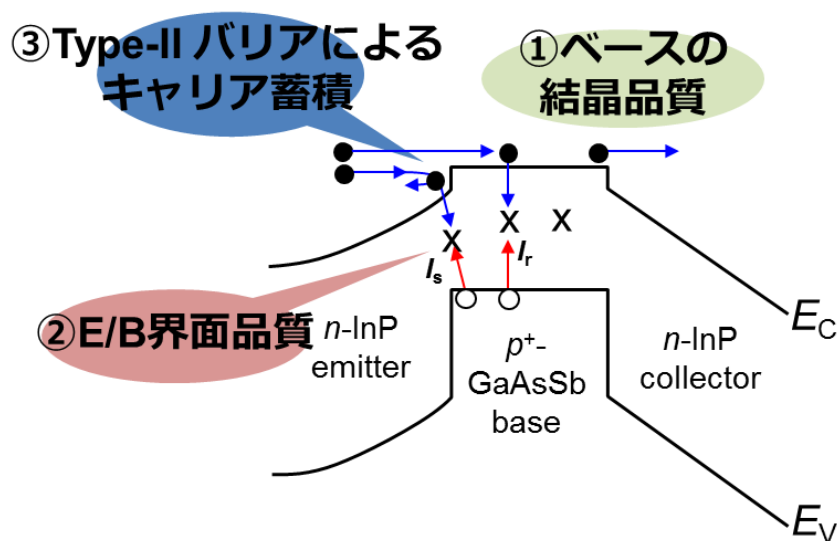 ③Type-II バリアによる
キャリア蓄積
①ベースの
結晶品質
X
X
X
Is
Ir
②E/B界面品質
n-InP
emitter
p+-
GaAsSb
base
n-InP
collector
EC
EV